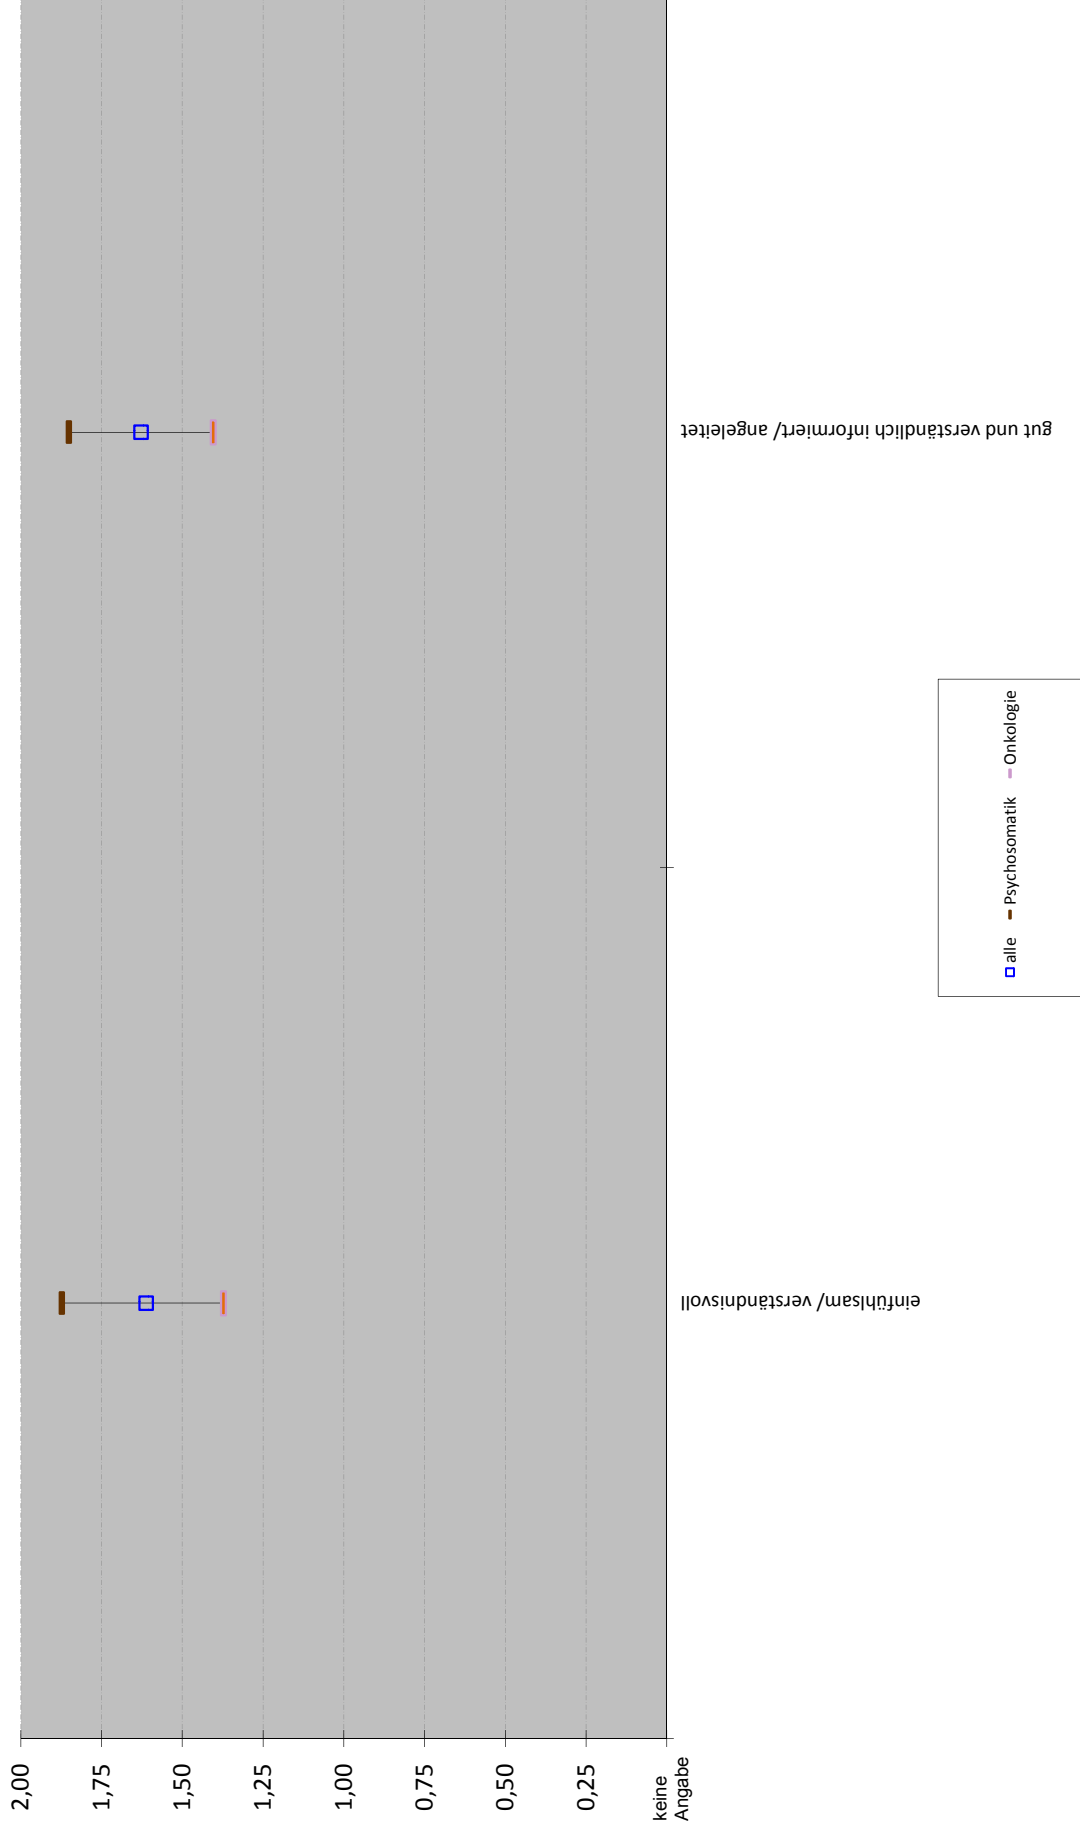 2,00
1,75
1,50
1,25
1,00
0,75
0,50
0,25
keine
Angabe
einfühlsam/ verständnisvoll
gut und verständlich informiert/ angeleitet
alle
Psychosomatik
Onkologie